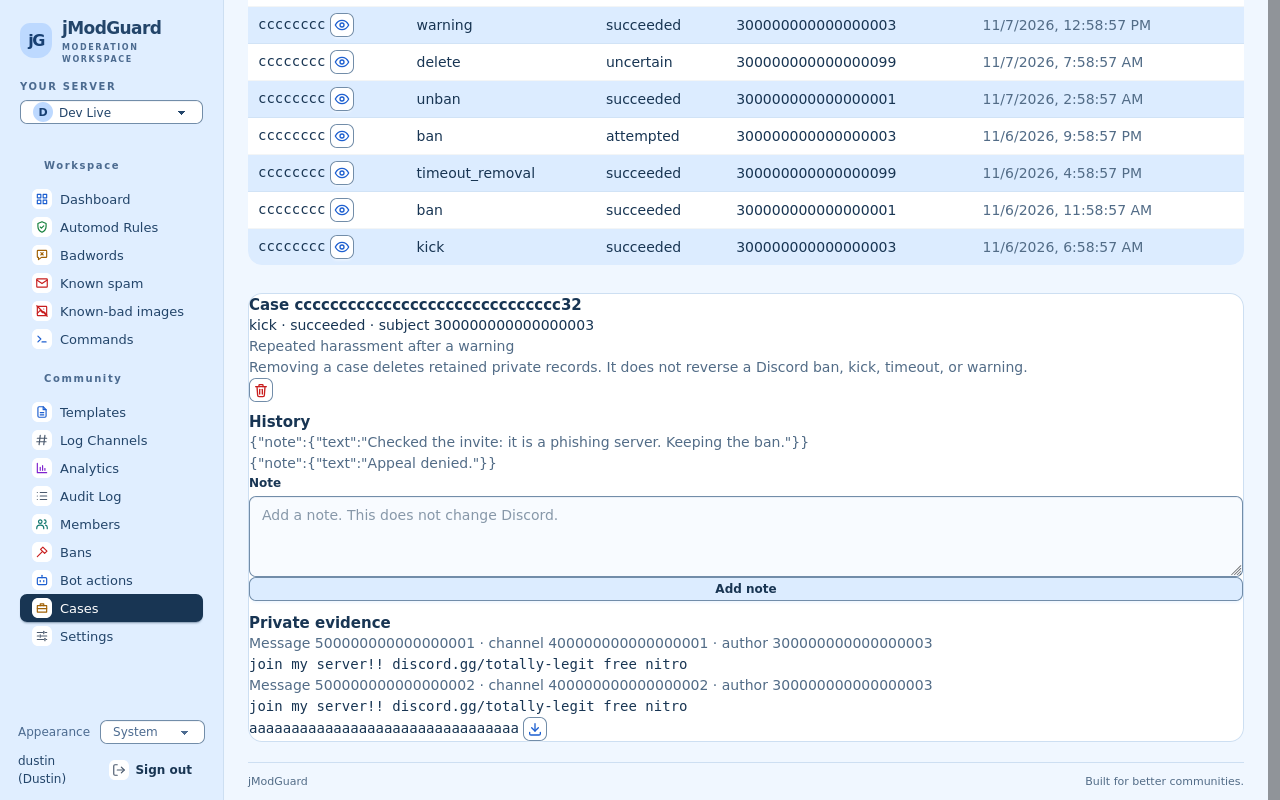 jG
jModGuard
MODERATION
WORKSPACE
YOUR SERVER
D Dev Live
Workspace
Dashboard
Automod Rules
Badwords
Known spam
Known-bad images
Commands
Community
Templates
Log Channels
Analytics
Audit Log
Members
Bans
Bot actions
Cases
Settings
Appearance System
dustin
(Dustin)
Sign out
cccccccc warning succeeded 300000000000000003 11/7/2026, 12:58:57 PM
cccccccc delete uncertain 300000000000000099 11/7/2026, 7:58:57 AM
cccccccc unban succeeded 300000000000000001 11/7/2026, 2:58:57 AM
cccccccc ban attempted 300000000000000003 11/6/2026, 9:58:57 PM
cccccccc timeout_removal succeeded 300000000000000099 11/6/2026, 4:58:57 PM
cccccccc ban succeeded 300000000000000001 11/6/2026, 11:58:57 AM
cccccccc kick succeeded 300000000000000003 11/6/2026, 6:58:57 AM
Case cccccccccccccccccccccccccccccc32
kick · succeeded · subject 300000000000000003
Repeated harassment after a warning
Removing a case deletes retained private records. It does not reverse a Discord ban, kick, timeout, or warning.
History
{"note":{"text":"Checked the invite: it is a phishing server. Keeping the ban."}}
{"note":{"text":"Appeal denied."}}
Note
Add a note. This does not change Discord.
Add note
Private evidence
Message 500000000000000001 · channel 400000000000000001 · author 300000000000000003
join my server!! discord.gg/totally-legit free nitro
Message 500000000000000002 · channel 400000000000000002 · author 300000000000000003
join my server!! discord.gg/totally-legit free nitro
aaaaaaaaaaaaaaaaaaaaaaaaaaaaaaaa
jModGuard
Built for better communities.